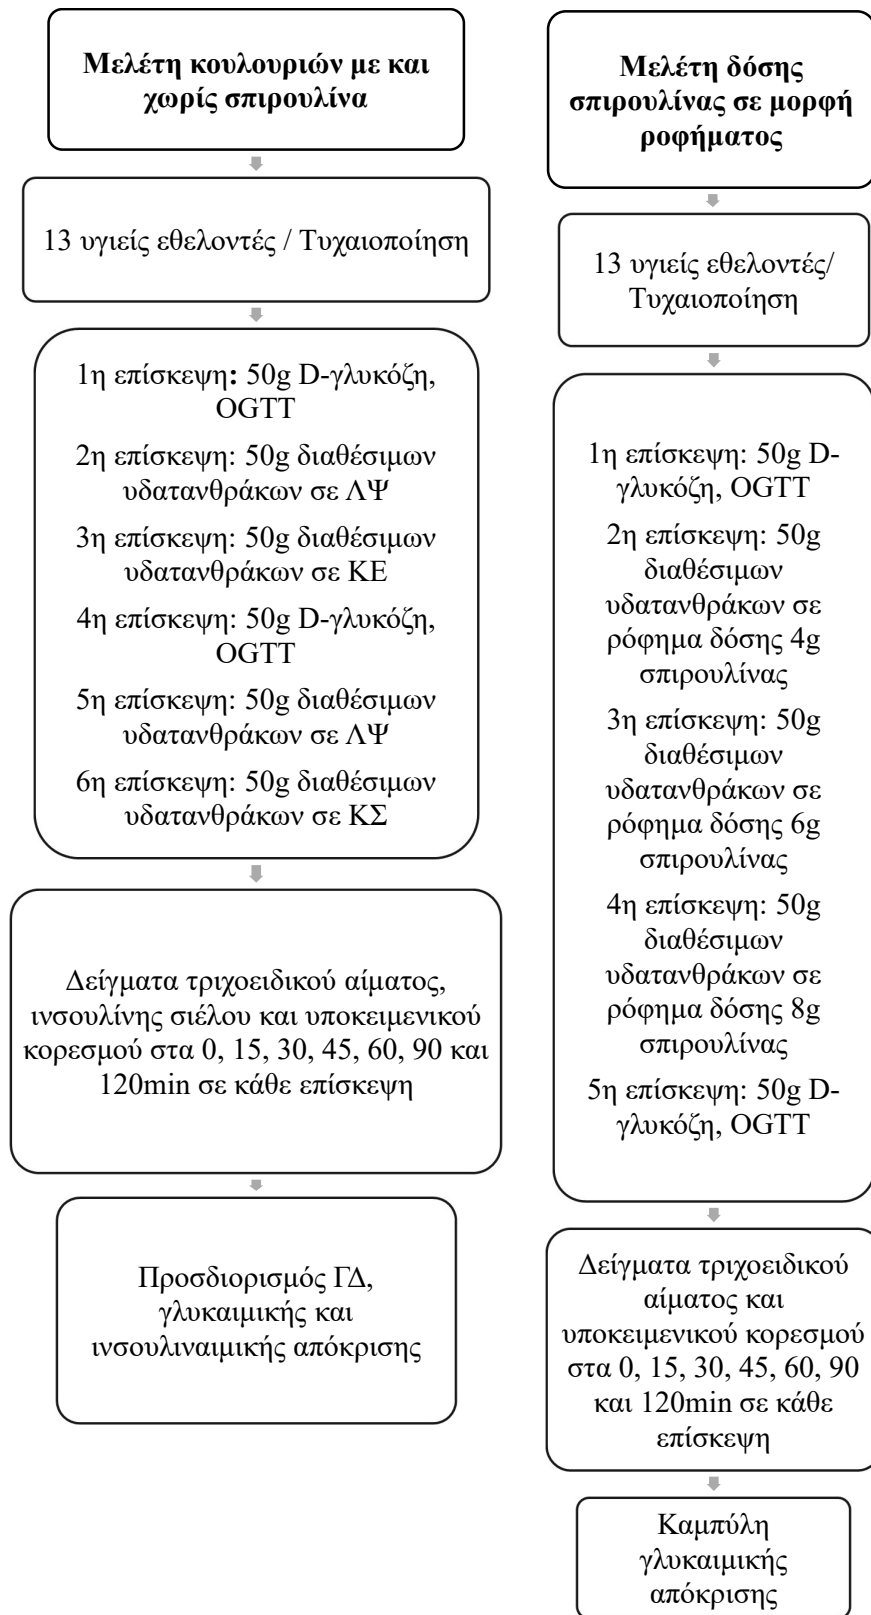 Μελέτη κουλουριών με και
χωρίς σπιρουλίνα
13 υγιείς εθελοντές / Τυχαιοποίηση
1η επίσκεψη: 50g D-γλυκόζη,
OGTT
2η επίσκεψη: 50g διαθέσιμων
υδατανθράκων σε ΛΨ
3η επίσκεψη: 50g διαθέσιμων
υδατανθράκων σε ΚΕ
4η επίσκεψη: 50g D-γλυκόζη,
OGTT
5η επίσκεψη: 50g διαθέσιμων
υδατανθράκων σε ΛΨ
6η επίσκεψη: 50g διαθέσιμων
υδατανθράκων σε ΚΣ
Δείγματα τριχοειδικού αίματος,
ινσουλίνης σιέλου και υποκειμενικού
κορεσμού στα 0, 15, 30, 45, 60, 90 και
120min σε κάθε επίσκεψη
Προσδιορισμός ΓΔ,
γλυκαιμικής και
ινσουλιναιμικής απόκρισης
Μελέτη δόσης
σπιρουλίνας σε μορφή
ροφήματος
13 υγιείς εθελοντές/
Τυχαιοποίηση
1η επίσκεψη: 50g D-
γλυκόζη, OGTT
2η επίσκεψη: 50g
διαθέσιμων
υδατανθράκων σε
ρόφημα δόσης 4g
σπιρουλίνας
3η επίσκεψη: 50g
διαθέσιμων
υδατανθράκων σε
ρόφημα δόσης 6g
σπιρουλίνας
4η επίσκεψη: 50g
διαθέσιμων
υδατανθράκων σε
ρόφημα δόσης 8g
σπιρουλίνας
5η επίσκεψη: 50g D-
γλυκόζη, OGTT
Δείγματα τριχοειδικού
αίματος και
υποκειμενικού κορεσμού
στα 0, 15, 30, 45, 60, 90
και 120min σε κάθε
επίσκεψη
Καμπύλη
γλυκαιμικής
απόκρισης